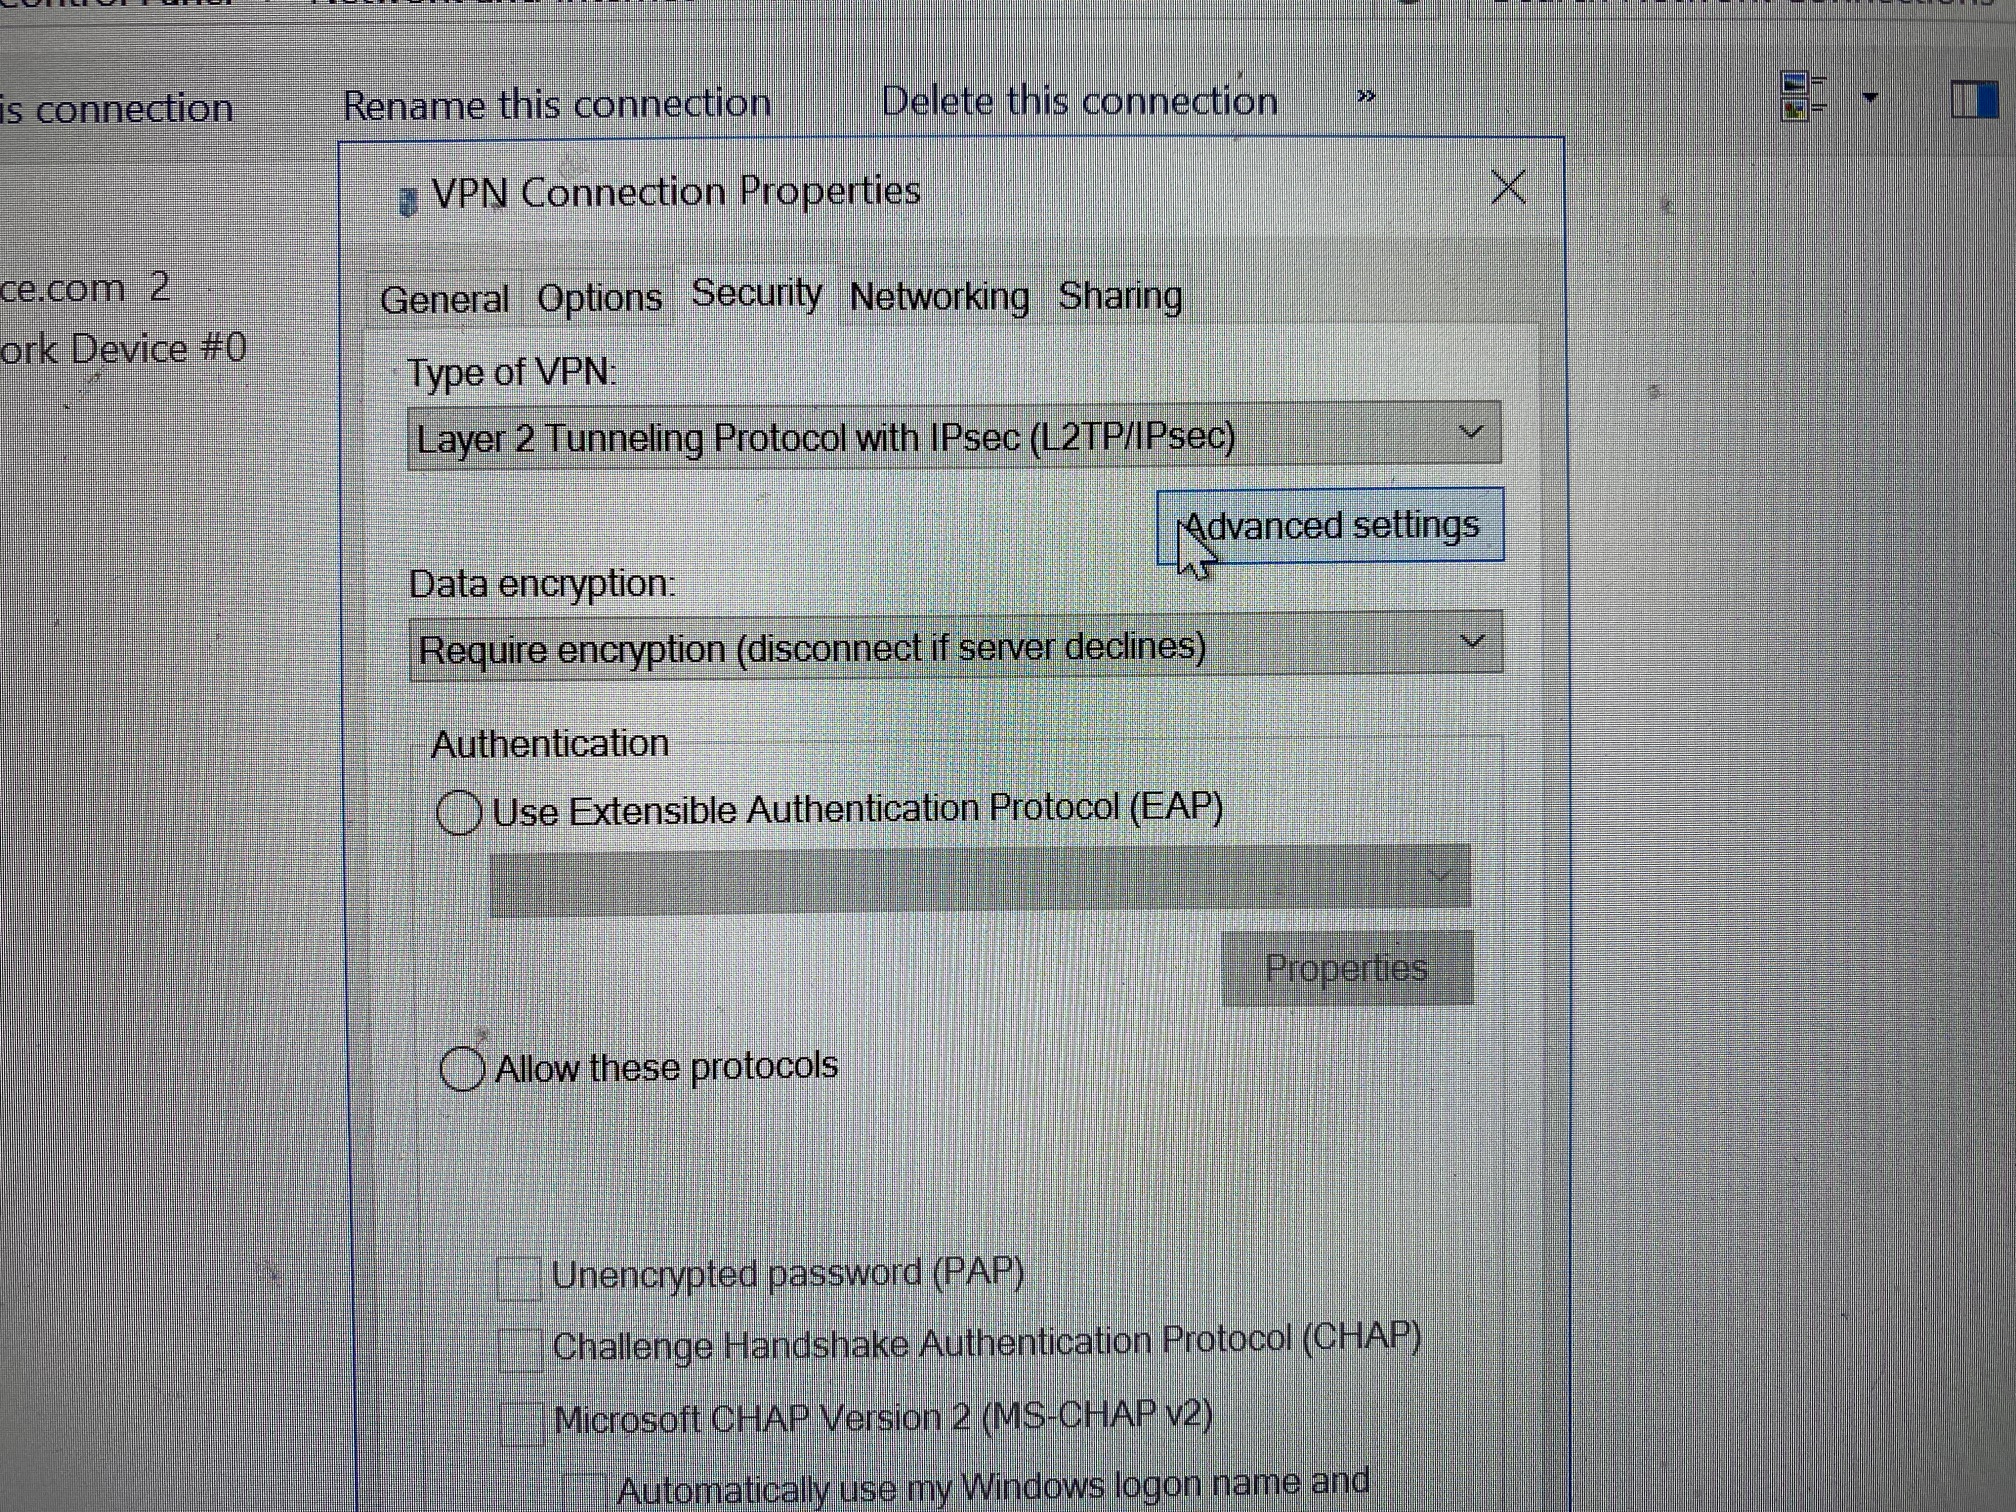 is connection Rename this connection Delete this connection »
VPN Connection Properties
ce.com 2
ork Device #0
General Options Security Networking Sharing
Type of VPN:
Layer 2 Tunneling Protocol with IPsec (L2TP/IPsec)
Advanced settings
Data encryption:
Require encryption (disconnect if server declines)
Authentication
Use Extensible Authentication Protocol (EAP)
Properties
Allow these protocols
Unencrypted password (PAP)
Challenge Handshake Authentication Protocol (CHAP)
Microsoft CHAP Version 2 (MS-CHAP v2)
Automatically use my Windows logon name and